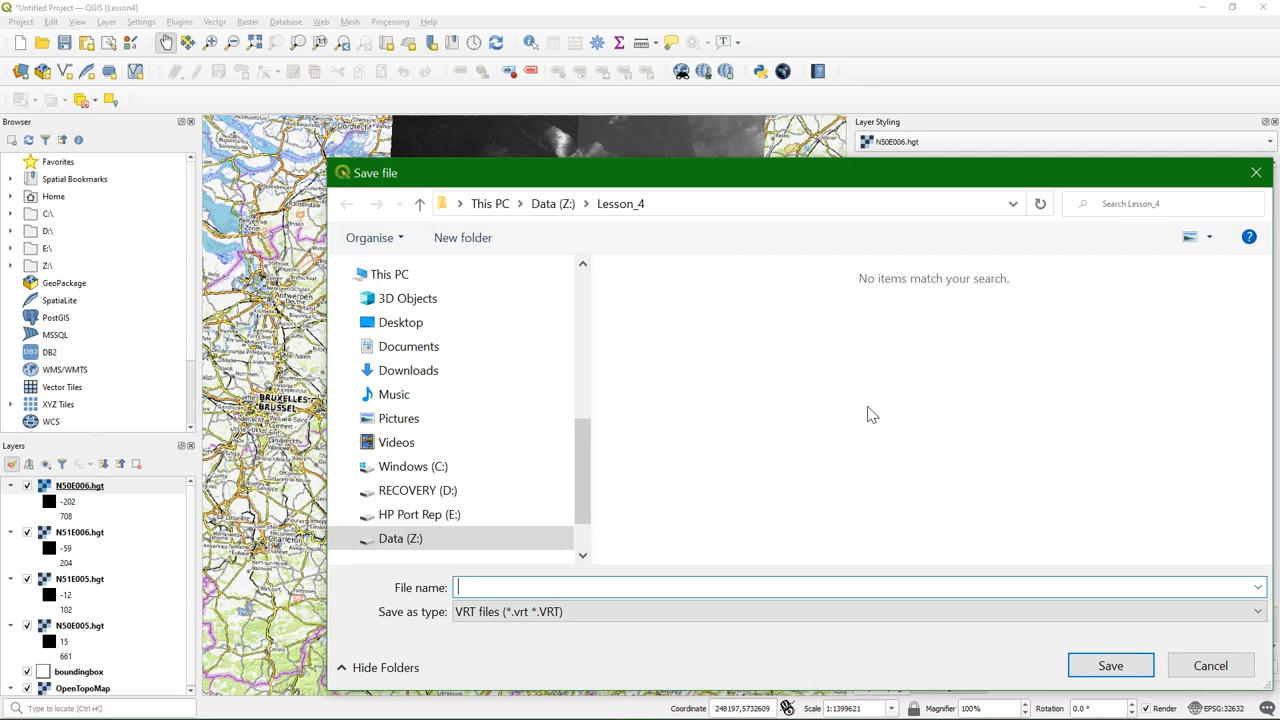 *Untitled Project — QGIS [Lesson4]
Project Edit View Layer Settings Plugins Vector Raster Database Web Mesh Processing Help
Browser
Favorites
Spatial Bookmarks
Home
C:\
D:\
E:\
Z:\
GeoPackage
SpatiaLite
PostGIS
MSSQL
DB2
WMS/WMTS
Vector Tiles
XYZ Tiles
WCS
Layers
N50E006.hgt
-202
708
N51E006.hgt
-59
204
N51E005.hgt
-12
102
N50E005.hgt
15
661
boundingbox
OpenTopoMap
BRUXELLES-
BRUSSEL
Layer Styling
N50E006.hgt
Save file
This PC > Data (Z:) > Lesson_4
Search Lesson_4
Organise New folder
This PC
3D Objects
Desktop
Documents
Downloads
Music
Pictures
Videos
Windows (C:)
RECOVERY (D:)
HP Port Rep (E:)
Data (Z:)
No items match your search.
File name:
Save as type: VRT files (*.vrt *.VRT)
Hide Folders
Save Cancel
Type to locate (Ctrl+K) Coordinate 248197,5732609 Scale 1:1399621 Magnifier 100% Rotation 0.0 ° Render EPSG:32632